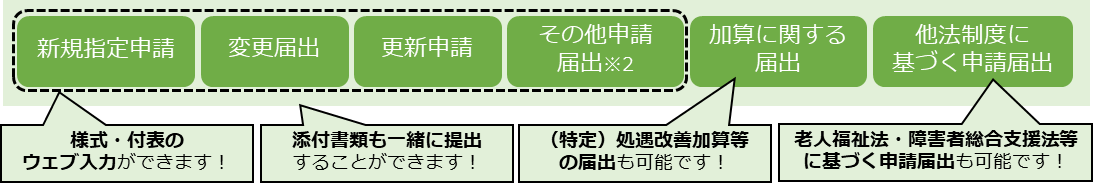 新規指定申請
変更届出
更新申請
その他申請
届出※2
加算に関する
届出
他法制度に
基づく申請届出
様式・付表の
ウェブ入力ができます！
添付書類も一緒に提出
することができます！
（特定）処遇改善加算等
の届出も可能です！
老人福祉法・障害者総合支援法等
に基づく申請届出も可能です！